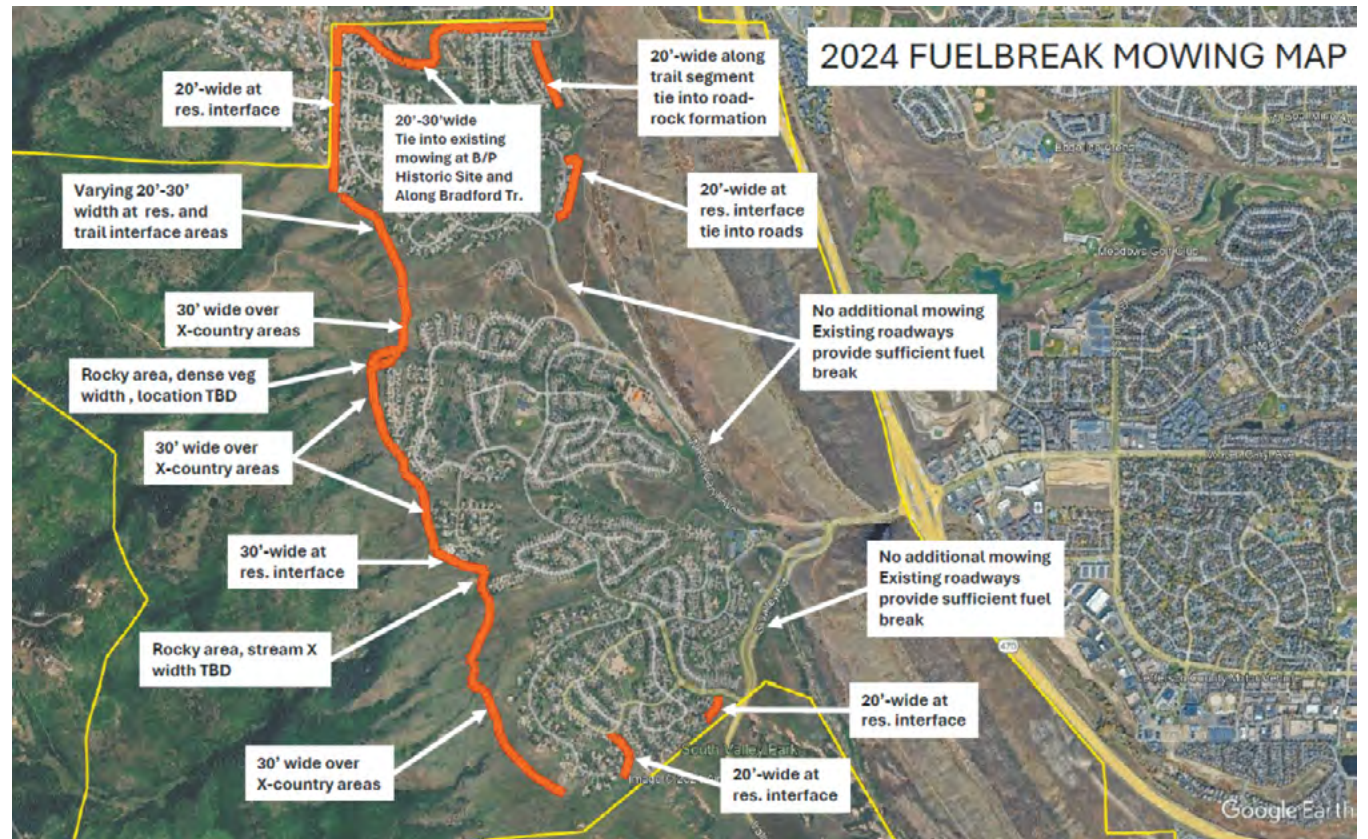 2024 FUELBREAK MOWING MAP
20'-wide at
res. interface
20'-30'wide
Tie into existing
mowing at B/P
Historic Site and
Along Bradford Tr.
20'-wide along
trail segment
tie into road-
rock formation
Varying 20'-30'
width at res. and
trail interface areas
20'-wide at
res. interface
tie into roads
Meadows Golf Club
30' wide over
X-country areas
No additional mowing
Existing roadways
provide sufficient fuel
break
Rocky area, dense veg
width , location TBD
30' wide over
X-country areas
30'-wide at
res. interface
No additional mowing
Existing roadways
provide sufficient fuel
break
Rocky area, stream X
width TBD
470
20'-wide at
res. interface
South Valley Park
30' wide over
X-country areas
20'-wide at
res. interface
Google Earth